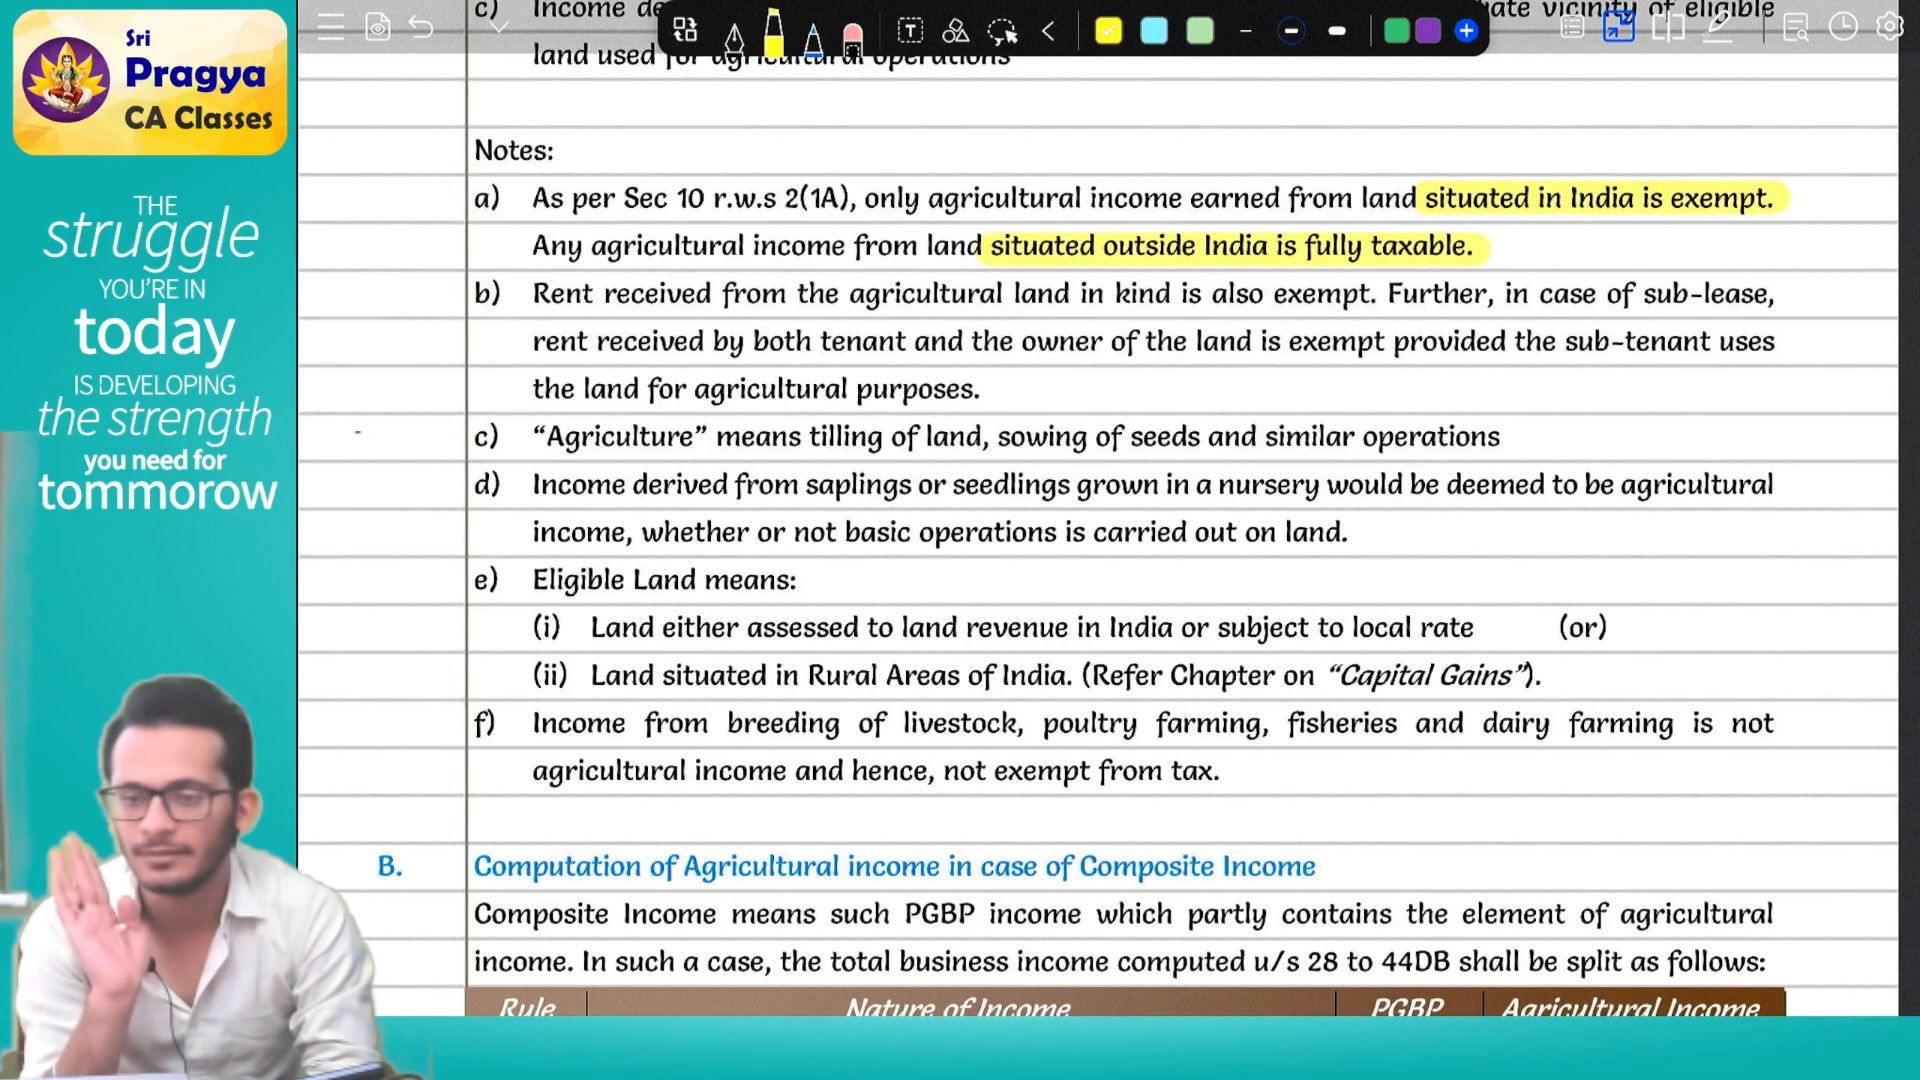 Sri
Pragya
CA Classes
THE
struggle
YOU'RE IN
today
IS DEVELOPING
the strength
you need for
tommorow
c) Income
vicinity of eligible
land used for agricultural operations
Notes:
a) As per Sec 10 r.w.s 2(1A), only agricultural income earned from land situated in India is exempt.
Any agricultural income from land situated outside India is fully taxable.
b) Rent received from the agricultural land in kind is also exempt. Further, in case of sub-lease,
rent received by both tenant and the owner of the land is exempt provided the sub-tenant uses
the land for agricultural purposes.
c) “Agriculture” means tilling of land, sowing of seeds and similar operations
d) Income derived from saplings or seedlings grown in a nursery would be deemed to be agricultural
income, whether or not basic operations is carried out on land.
e) Eligible Land means:
(i) Land either assessed to land revenue in India or subject to local rate (or)
(ii) Land situated in Rural Areas of India. (Refer Chapter on “Capital Gains”).
f) Income from breeding of livestock, poultry farming, fisheries and dairy farming is not
agricultural income and hence, not exempt from tax.
B. Computation of Agricultural income in case of Composite Income
Composite Income means such PGBP income which partly contains the element of agricultural
income. In such a case, the total business income computed u/s 28 to 44DB shall be split as follows:
Rule Nature of Income PGBP Agricultural Income